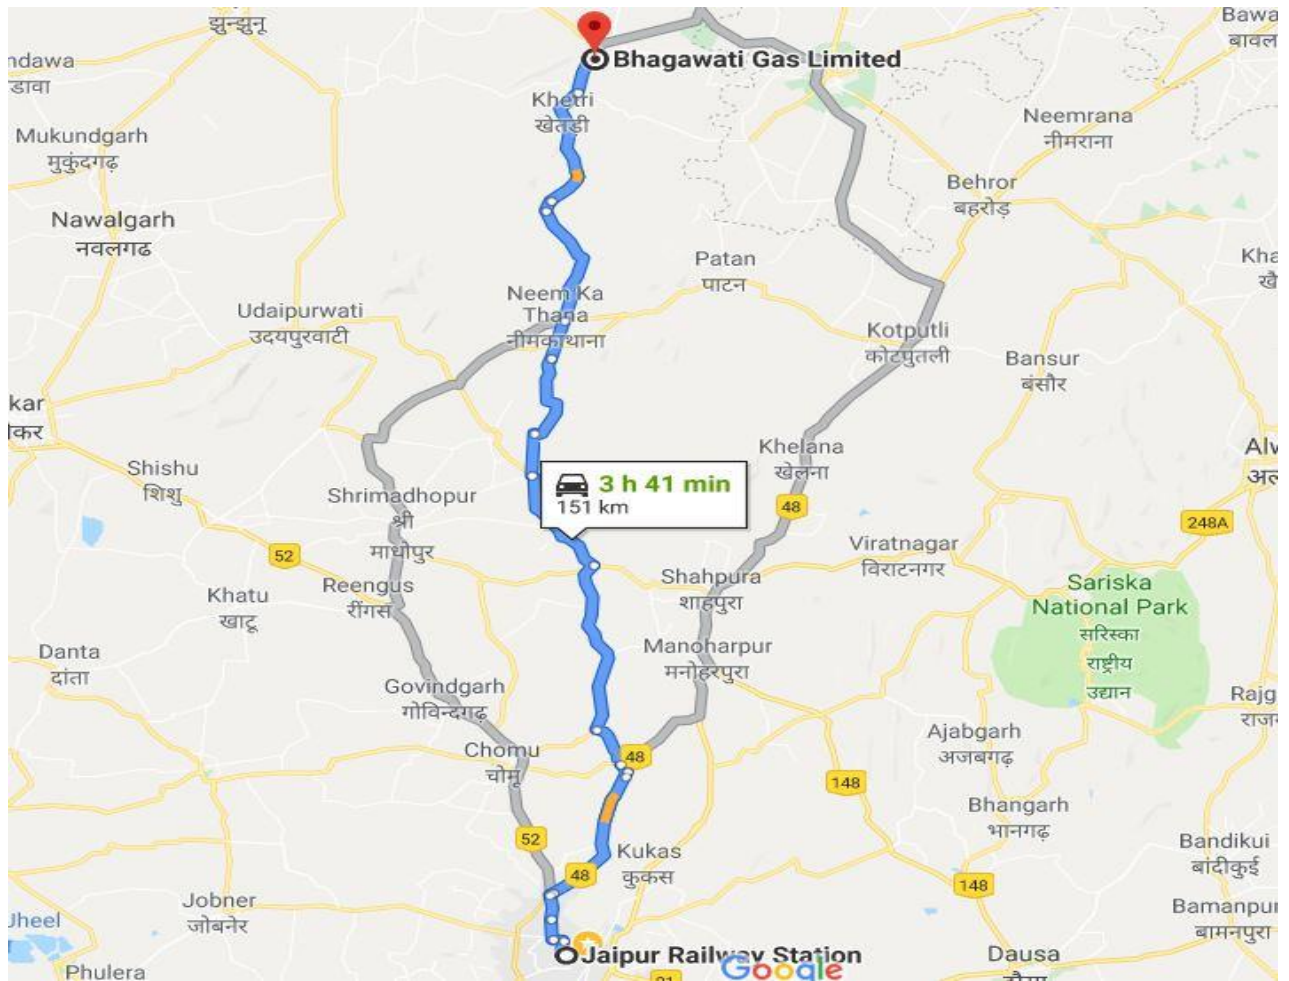 झुन्झुनू
Bawa
बावल
ndawa
डावा
Bhagawati Gas Limited
Khetri
खेतड़ी
Neemrana
नीमराना
Mukundgarh
मुकुंदगढ़
Behror
बहरोड़
Nawalgarh
नवलगढ
Patan
पाटन
Kha
खै
Neem Ka
Thana
नीमकाथाना
Udaipurwati
उदयपुरवाटी
Kotputli
कोटपुतली
Bansur
बंसौर
kar
कर
Khelana
खेलना
Alw
अल
Shishu
शिशु
3 h 41 min
151 km
Shrimadhopur
श्री
माधोपुर
48
248A
52
Viratnagar
विराटनगर
Shahpura
शाहपुरा
Sariska
National Park
सरिस्का
राष्ट्रीय
उद्यान
Reengus
रींगस
Khatu
खाटू
Danta
दांता
Manoharpur
मनोहरपुरा
Govindgarh
गोविन्दगढ़
Rajg
राज
Chomu
चोमू
48
Ajabgarh
अजबगढ़
148
Bhangarh
भानगढ़
52
Kukas
कुकस
48
Bandikui
बांदीकुई
148
Jobner
जोबनेर
Bamanpur
बामनपुरा
Jheel
Jaipur Railway Station
Dausa
Phulera
Google